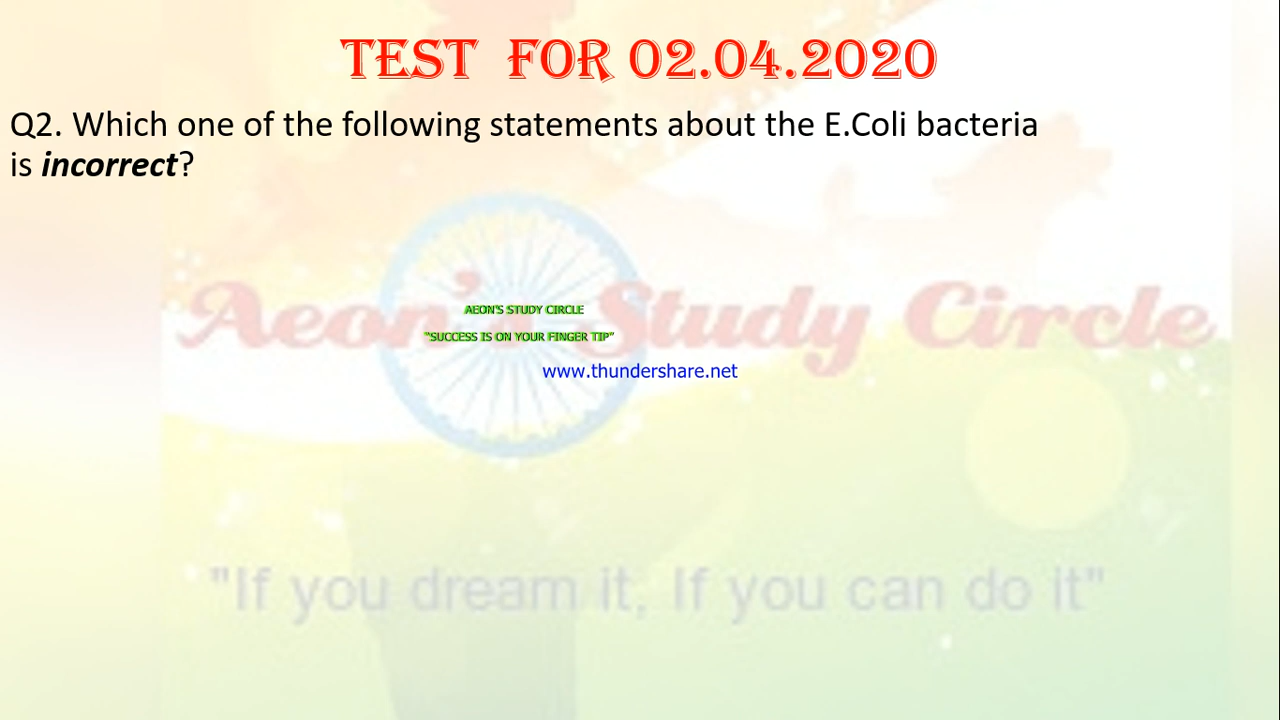 TEST FOR 02.04.2020
Q2. Which one of the following statements about the E.Coli bacteria
is incorrect?
Aeon's Study Circle
AEON'S STUDY CIRCLE
"SUCCESS IS ON YOUR FINGER TIP"
www.thundershare.net
"If you dream it, If you can do it"